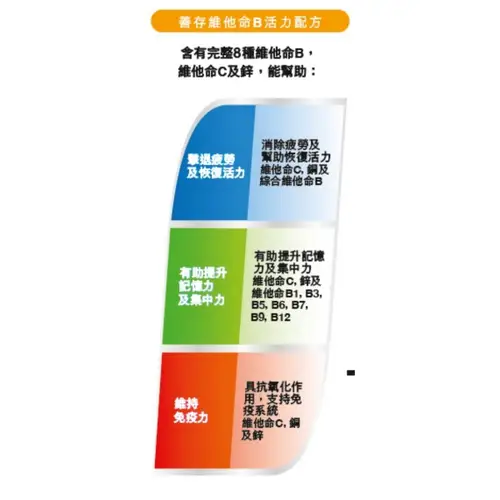 善存維他命B活力配方
含有完整8種維他命B，
維他命C及鋅，能幫助：
擊退疲勞
及恢復活力
消除疲勞及
幫助恢復活力
維他命C, 銅及
綜合維他命B
有助提升
記憶力
及集中力
有助提升記憶
力及集中力
維他命C, 鋅及
維他命B1, B3,
B5, B6, B7,
B9, B12
維持
免疫力
具抗氧化作
用，支持免
疫系統
維他命C, 銅
及鋅